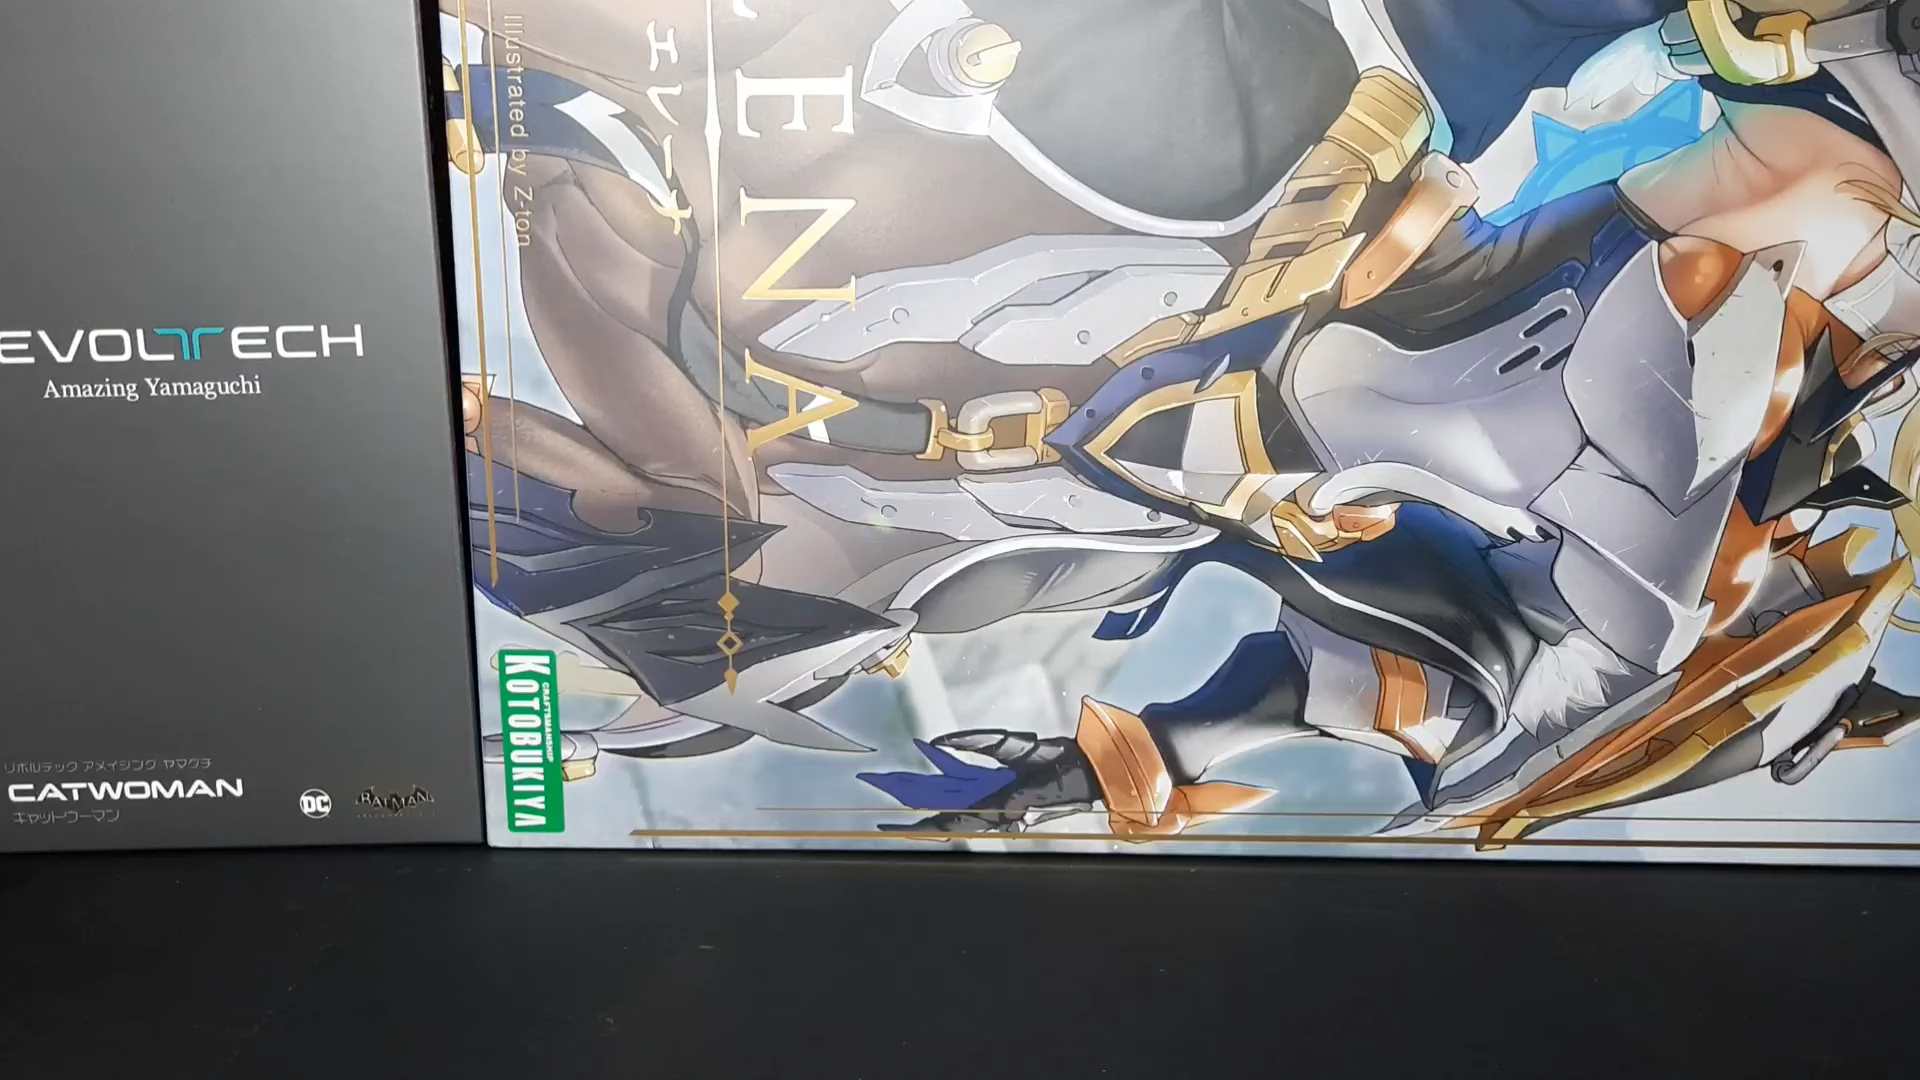 EVOLTECH
Amazing Yamaguchi
リボルテック アメイジング ヤマグチ
CATWOMAN
キャットウーマン
DC
BATMAN
Illustrated by Z-ton
エレーナ
ENA
CRAFTSMANSHIP
KOTOBUKIYA